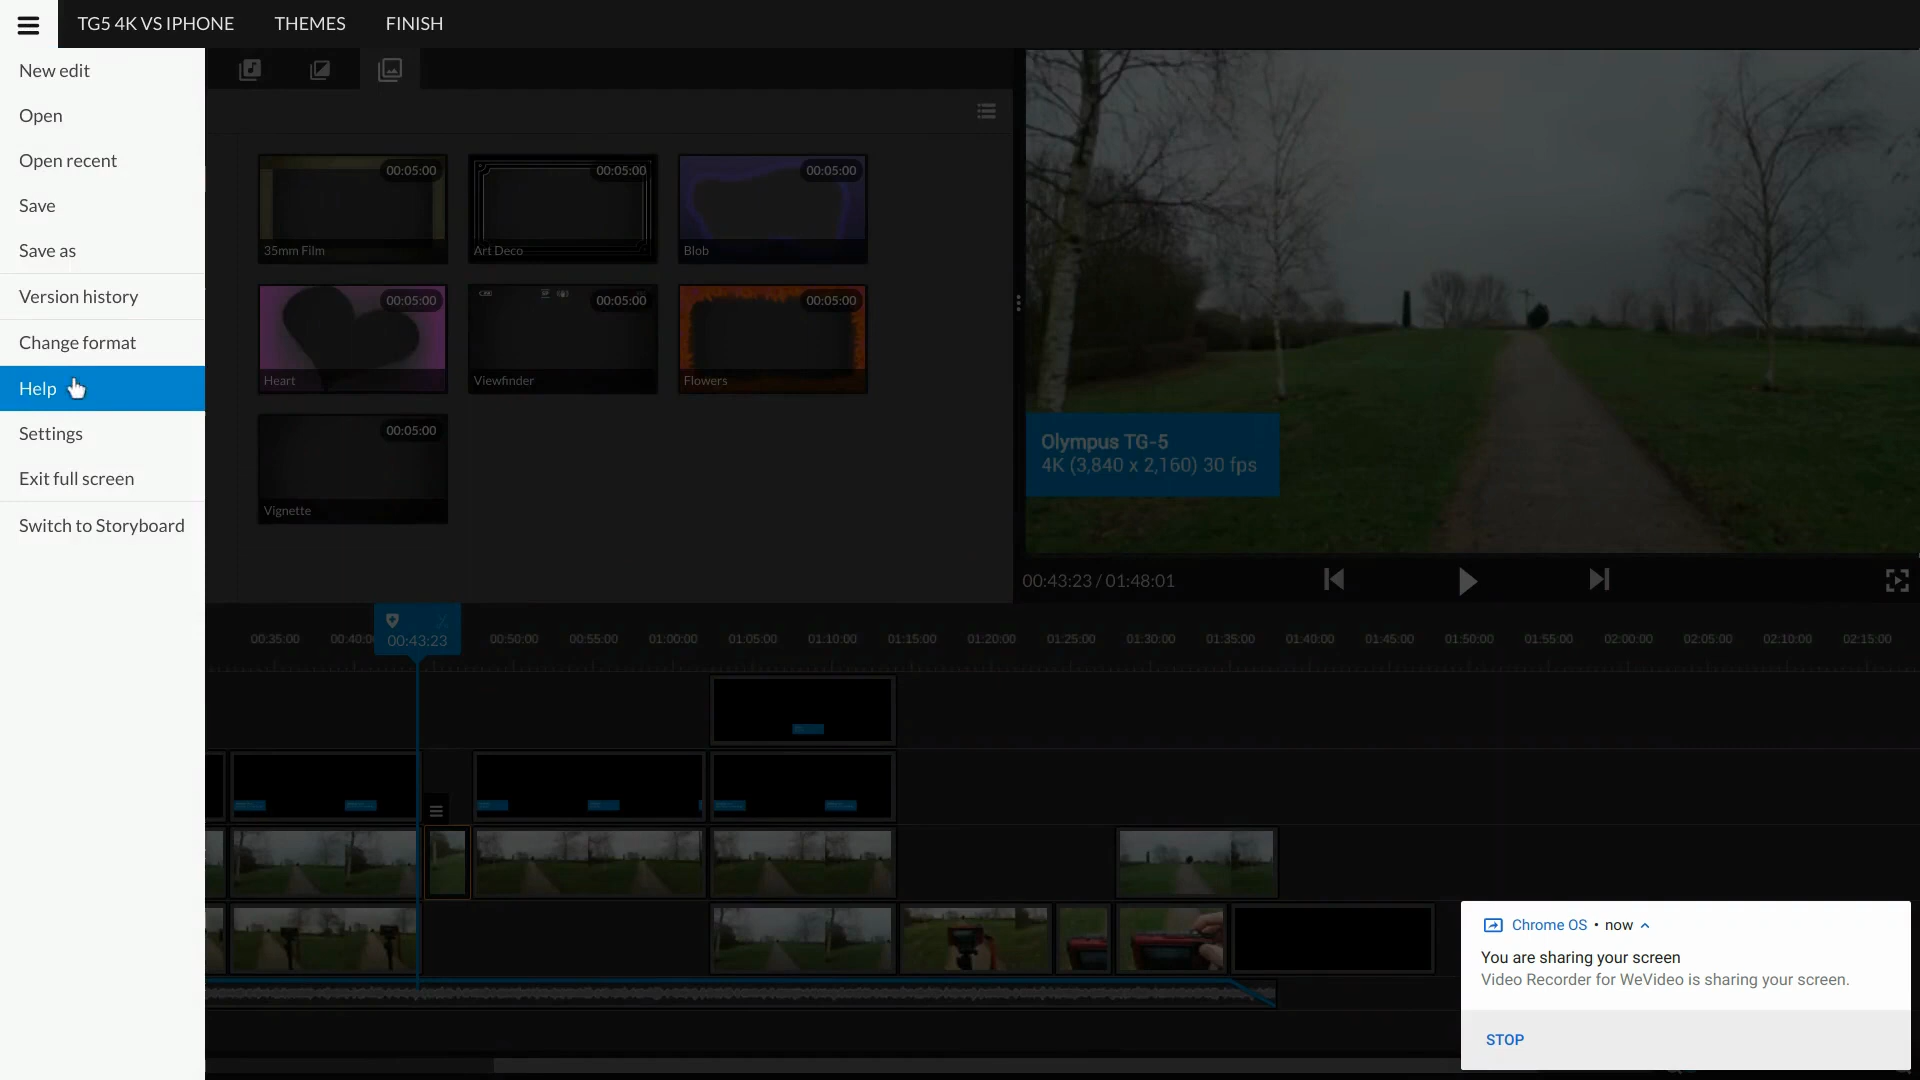 TG5 4K VS IPHONE
THEMES
FINISH
New edit
Open
Open recent
Save
Save as
Version history
Change format
Help
Settings
Exit full screen
Switch to Storyboard
00:05:00
35mm Film
00:05:00
Art Deco
00:05:00
Blob
00:05:00
Heart
00:05:00
Viewfinder
00:05:00
Flowers
00:05:00
Vignette
Olympus TG-5
4K (3,840 x 2,160) 30 fps
00:43:23 / 01:48:01
00:43:23
00:35:00
00:50:00
00:55:00
01:00:00
01:05:00
01:10:00
01:15:00
01:20:00
01:25:00
01:30:00
01:35:00
01:40:00
01:45:00
01:50:00
01:55:00
02:00:00
02:05:00
02:10:00
02:15:00
Chrome OS • now
You are sharing your screen
Video Recorder for WeVideo is sharing your screen.
STOP